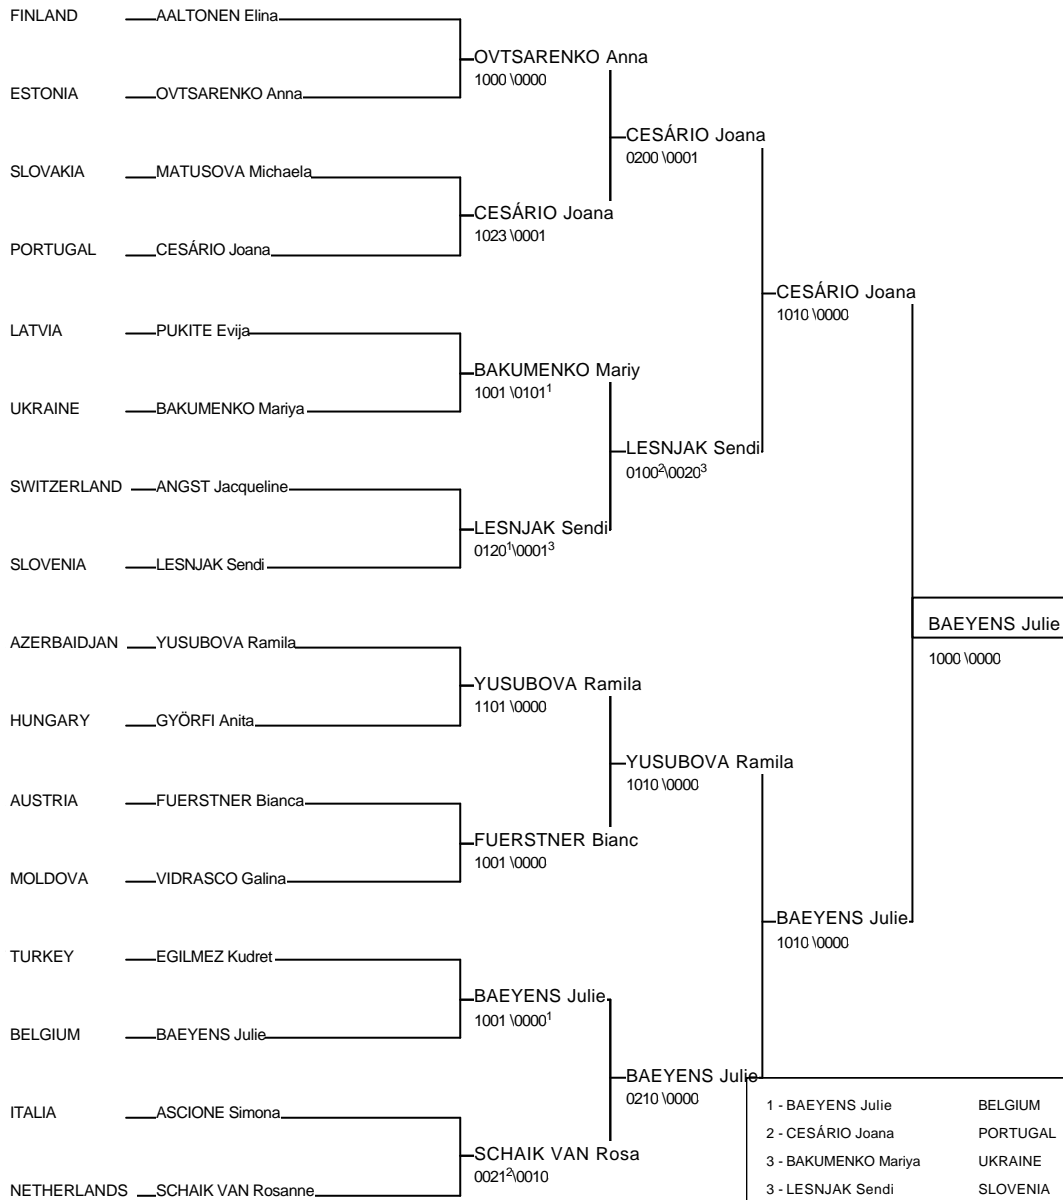 FINLAND AALTONEN Elina
OVTSARENKO Anna
1000 \0000
ESTONIA OVTSARENKO Anna
CESÁRIO Joana
0200 \0001
SLOVAKIA MATUSOVA Michaela
CESÁRIO Joana
1023 \0001
PORTUGAL CESÁRIO Joana
CESÁRIO Joana
1010 \0000
LATVIA PUKITE Evija
BAKUMENKO Mariy
1001 \0101¹
UKRAINE BAKUMENKO Mariya
LESNJAK Sendi
0100²\0020³
SWITZERLAND ANGST Jacqueline
LESNJAK Sendi
0120¹\0001³
SLOVENIA LESNJAK Sendi
BAEYENS Julie
1000 \0000
AZERBAIDJAN YUSUBOVA Ramila
YUSUBOVA Ramila
1101 \0000
HUNGARY GYÖRFI Anita
YUSUBOVA Ramila
1010 \0000
AUSTRIA FUERSTNER Bianca
FUERSTNER Bianc
1001 \0000
MOLDOVA VIDRASCO Galina
BAEYENS Julie
1010 \0000
TURKEY EGILMEZ Kudret
BAEYENS Julie
1001 \0000¹
BELGIUM BAEYENS Julie
BAEYENS Julie
0210 \0000
ITALIA ASCIONE Simona
SCHAIK VAN Rosa
0021²\0010
NETHERLANDS SCHAIK VAN Rosanne
1 - BAEYENS Julie BELGIUM
2 - CESÁRIO Joana PORTUGAL
3 - BAKUMENKO Mariya UKRAINE
3 - LESNJAK Sendi SLOVENIA